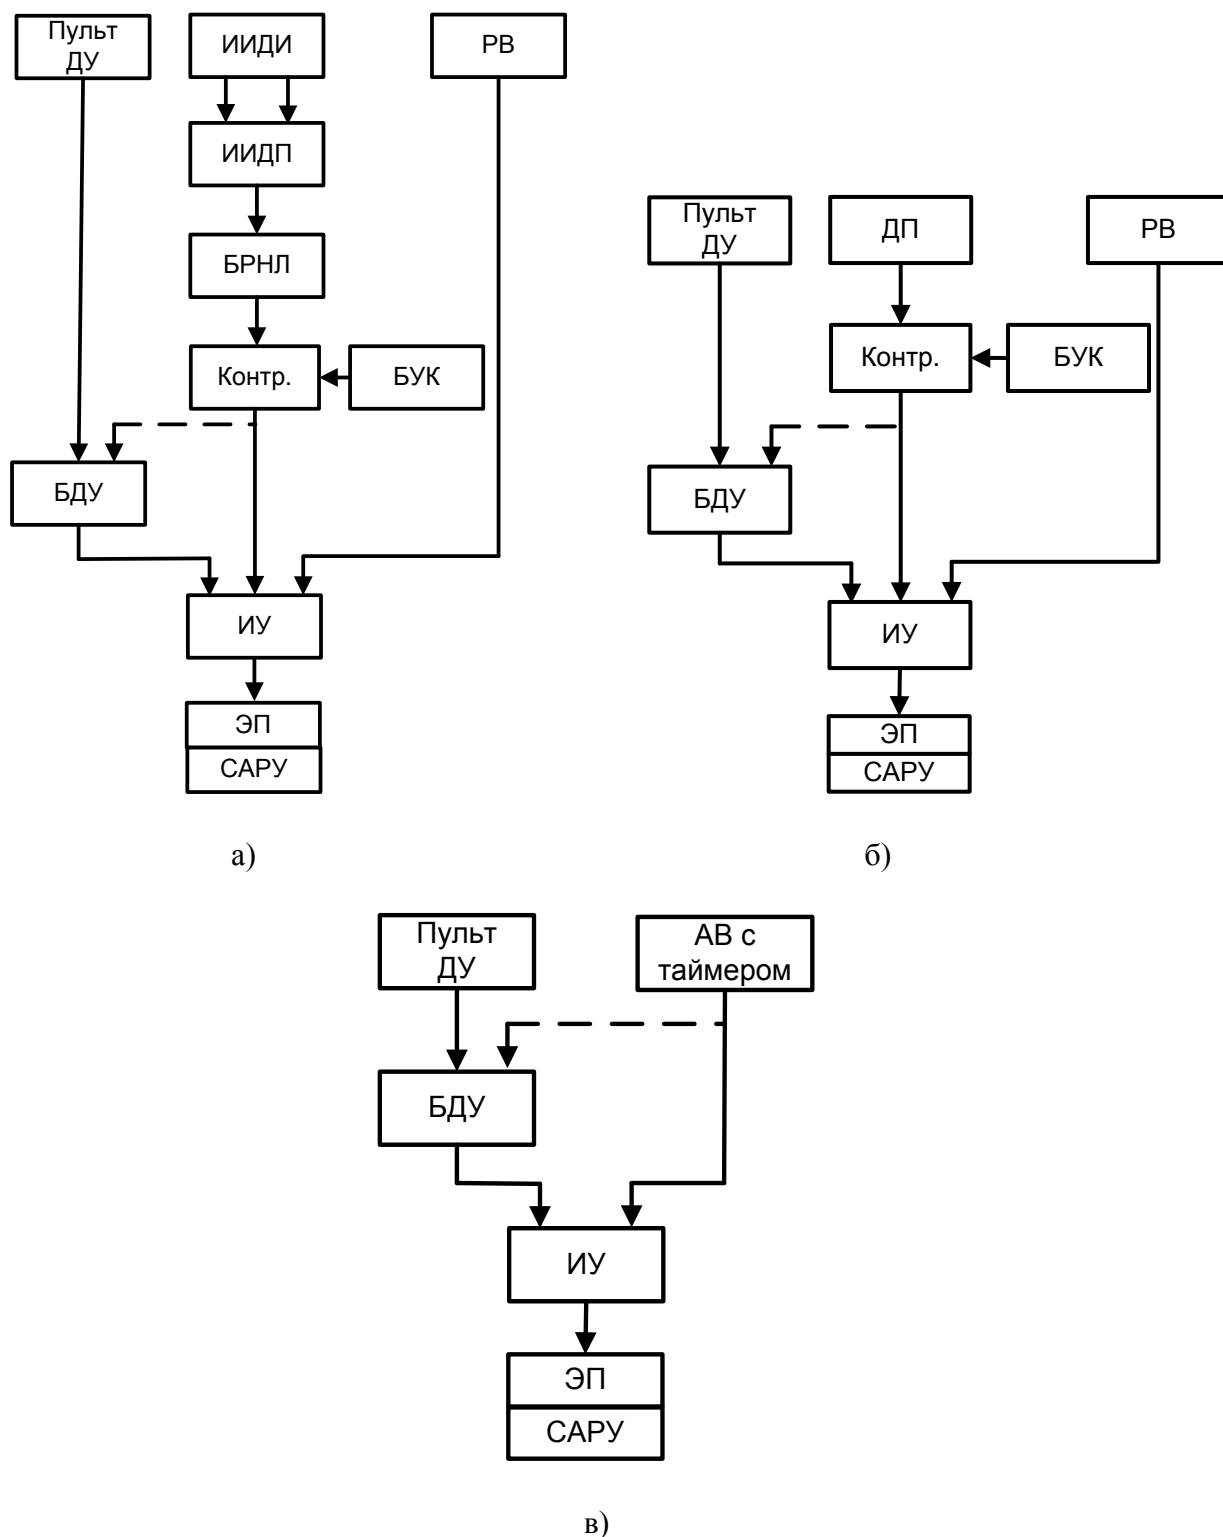 Пульт
ДУ
ИИДИ
РВ
ИИДП
БРНЛ
Контр.
БУК
БДУ
ИУ
ЭП
САРУ
а)
Пульт
ДУ
ДП
РВ
Контр.
БУК
БДУ
ИУ
ЭП
САРУ
б)
Пульт
ДУ
АВ с
таймером
БДУ
ИУ
ЭП
САРУ
в)